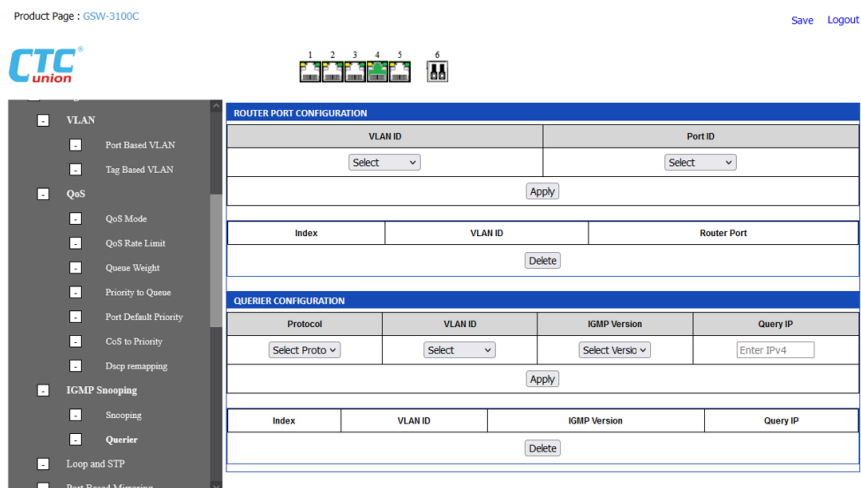 Product Page : GSW-3100C
Save Logout
CTC®
union
1 2 3 4 5 6
VLAN
Port Based VLAN
Tag Based VLAN
QoS
QoS Mode
QoS Rate Limit
Queue Weight
Priority to Queue
Port Default Priority
CoS to Priority
Dscp remapping
IGMP Snooping
Snooping
Querier
Loop and STP
Port Based Mirroring
ROUTER PORT CONFIGURATION
VLAN ID Port ID
Select Select
Apply
Index VLAN ID Router Port
Delete
QUERIER CONFIGURATION
Protocol VLAN ID IGMP Version Query IP
Select Proto Select Select Versic Enter IPv4
Apply
Index VLAN ID IGMP Version Query IP
Delete